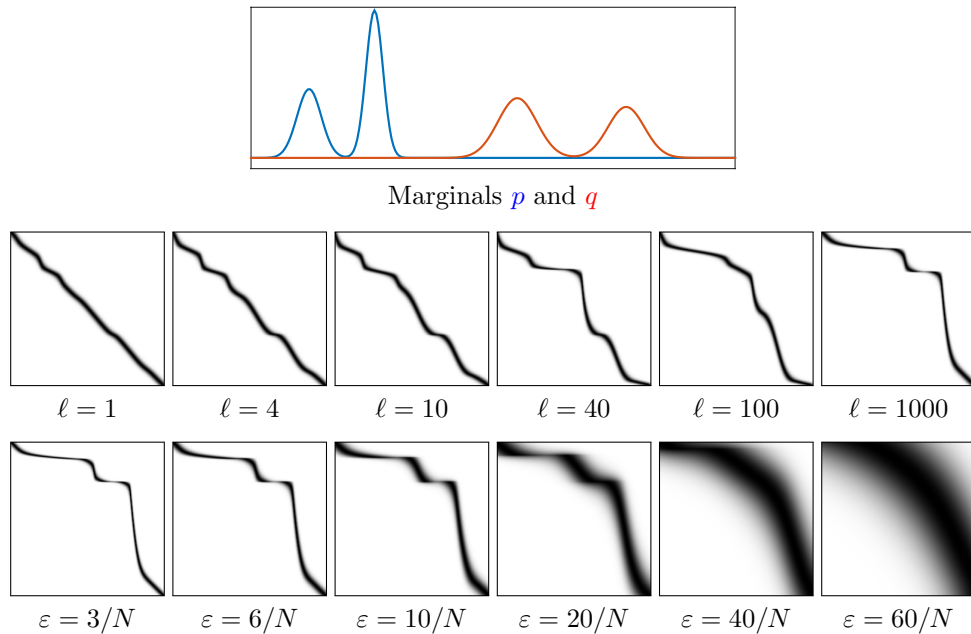 Marginals p and q
ℓ = 1 ℓ = 4 ℓ = 10 ℓ = 40 ℓ = 100 ℓ = 1000
ε = 3/N ε = 6/N ε = 10/N ε = 20/N ε = 40/N ε = 60/N